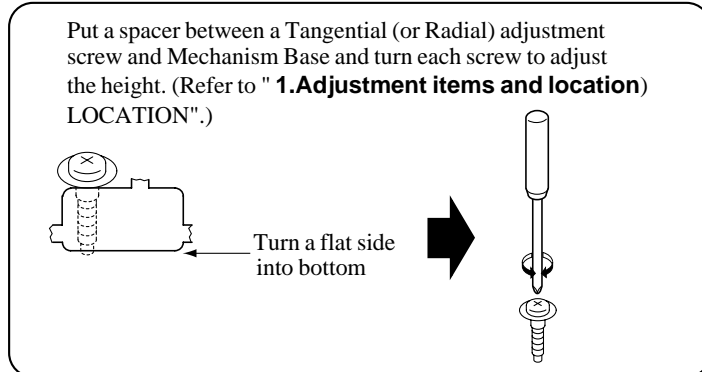 Put a spacer between a Tangential (or Radial) adjustment
screw and Mechanism Base and turn each screw to adjust
the height. (Refer to " 1.Adjustment items and location)
LOCATION".)
Turn a flat side
into bottom